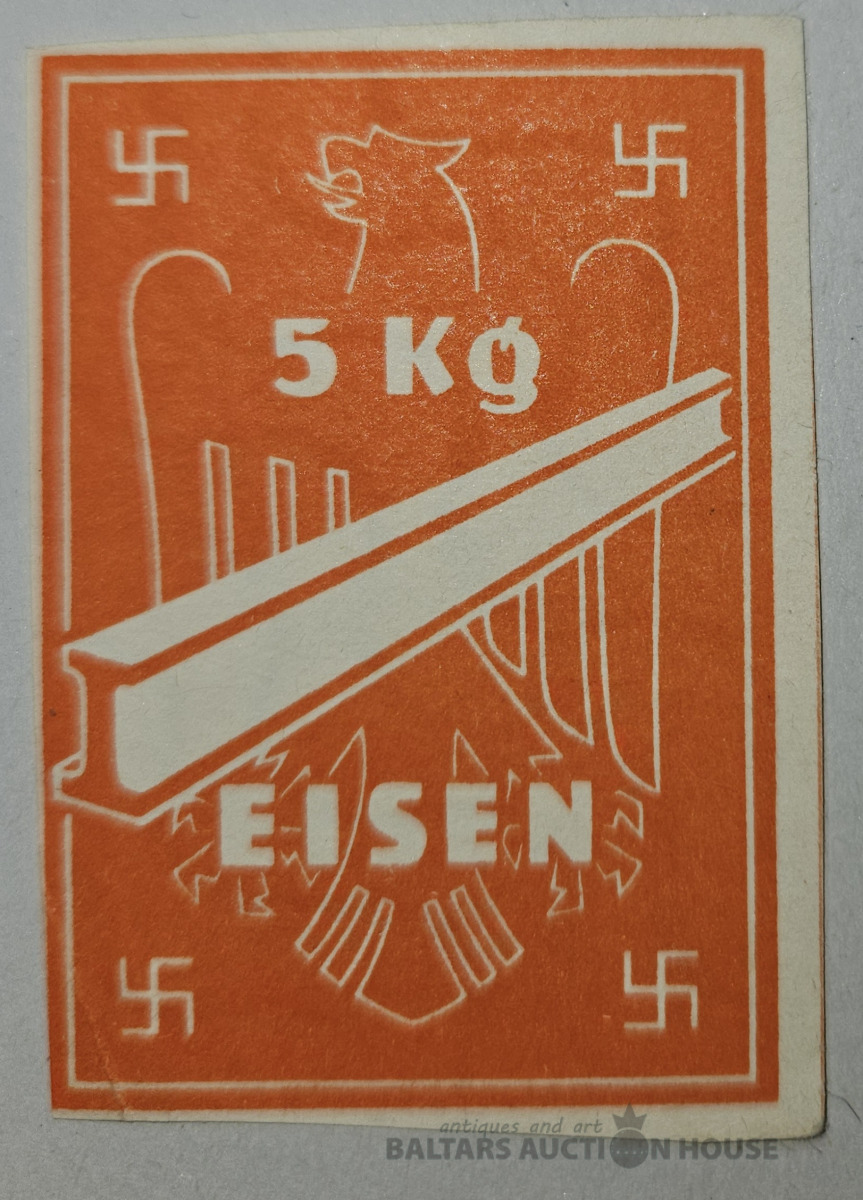 5 Kg
EISEN
antiques and art
BALTARS AUCTION HOUSE